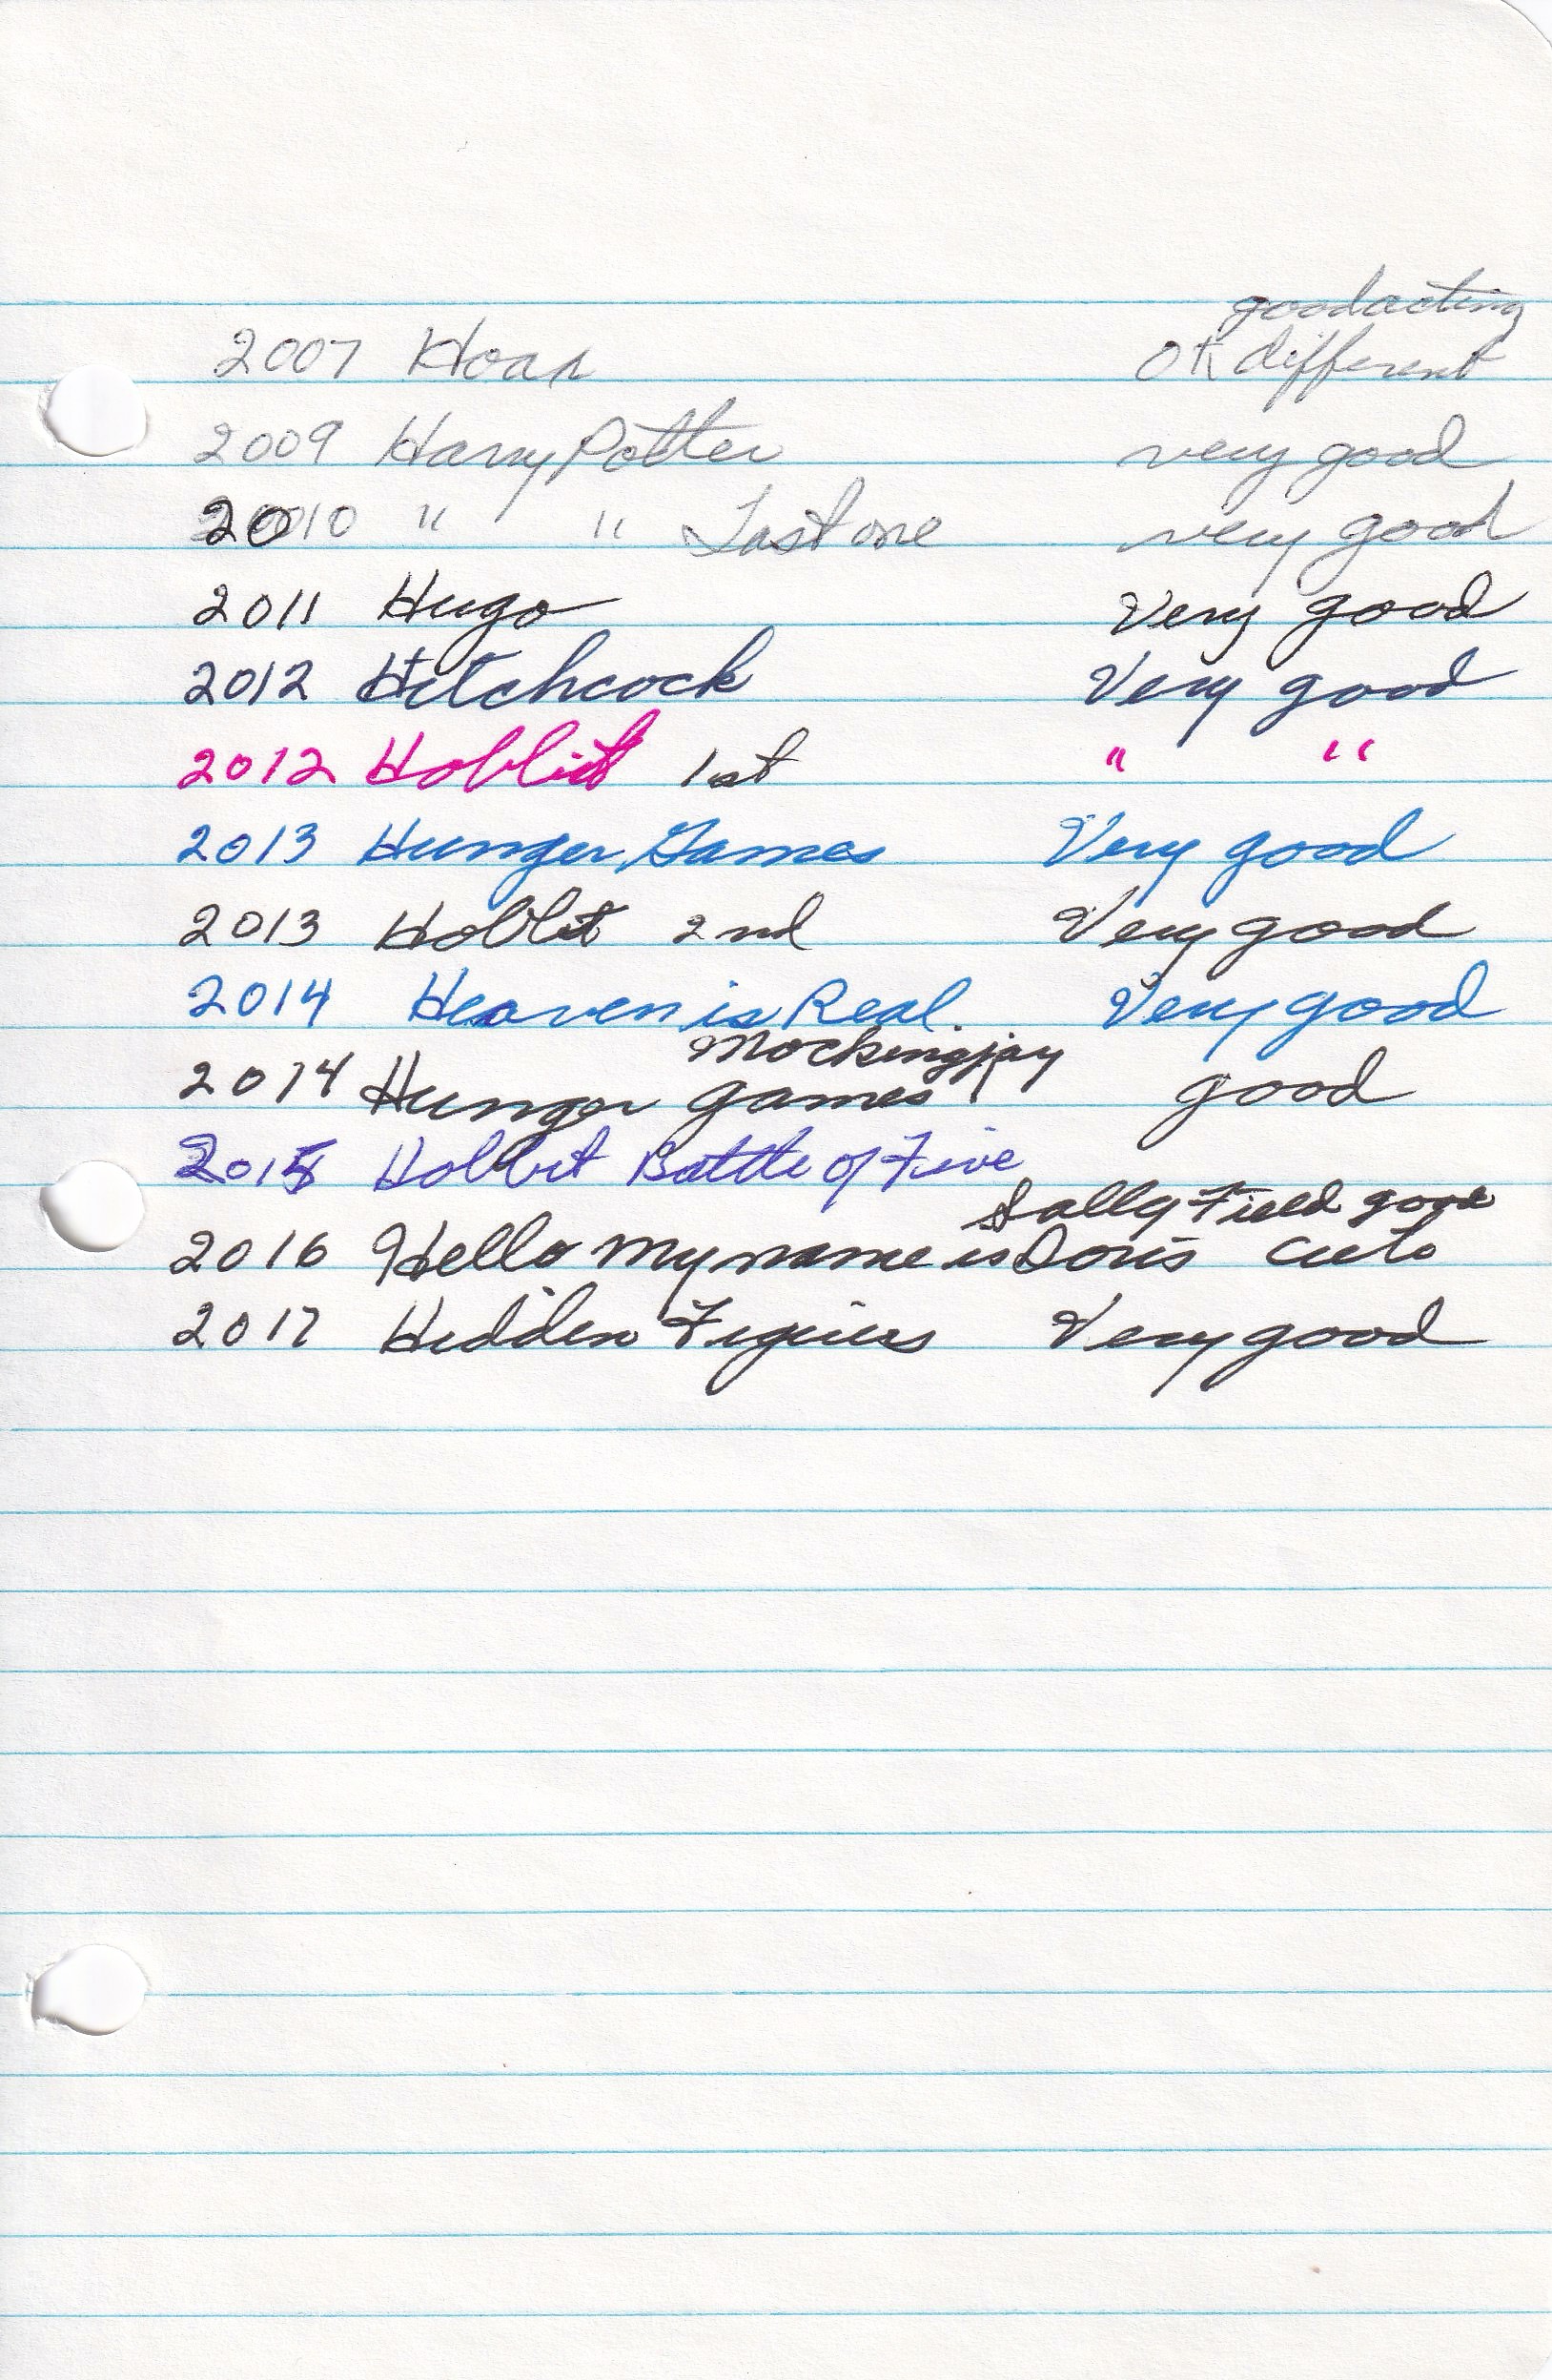 good acting
2007 Hoax OK different
2009 Harry Potter very good
2010 " " Last one very good
2011 Hugo Very good
2012 Hitchcock Very good
2012 Hobbit 1st " "
2013 Hunger Games Very good
2013 Hobbit 2nd Very good
2014 Heaven is Real. Very good
Mockingjay
2014 Hunger games good
2015 Hobbit Battle of Five
Sally Field good
2016 Hello my name is Doris cute
2017 Hidden Figures Very good